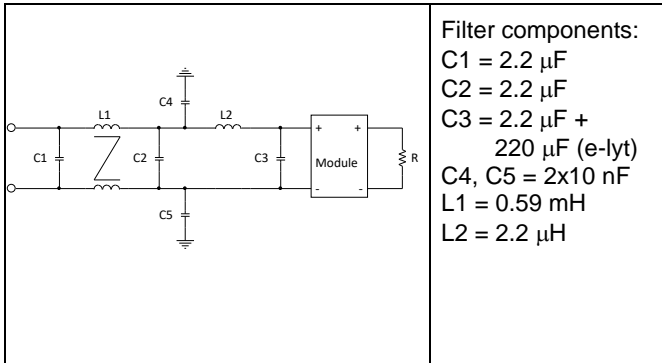 C4
L1
L2
C1
C2
C3
+ +
Module
- -
R
C5
Filter components:
C1 = 2.2 μF
C2 = 2.2 μF
C3 = 2.2 μF +
220 μF (e-lyt)
C4, C5 = 2x10 nF
L1 = 0.59 mH
L2 = 2.2 μH